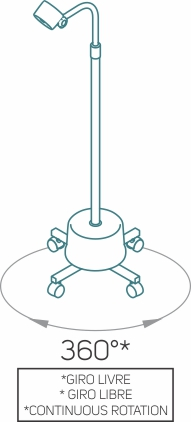 360°*
*GIRO LIVRE
* GIRO LIBRE
*CONTINUOUS ROTATION